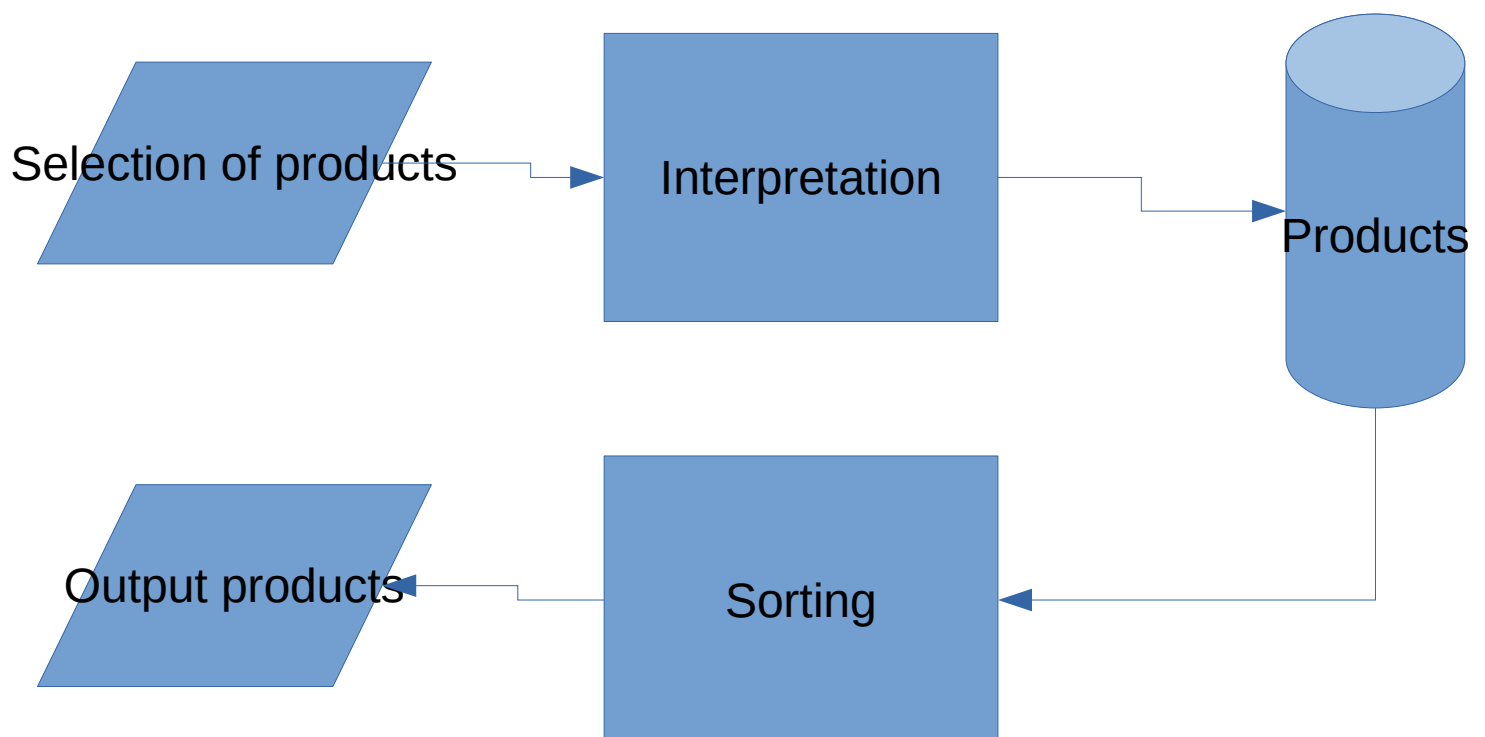 Selection of products
Interpretation
Products
Output products
Sorting